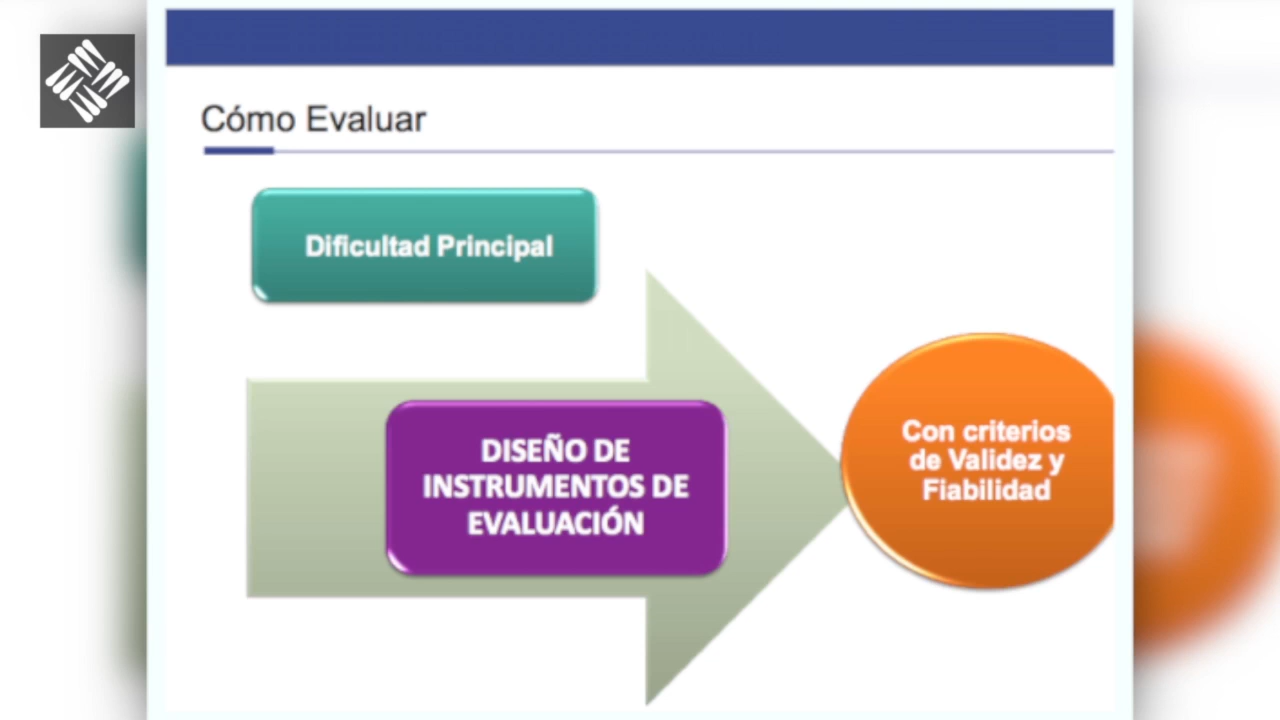 Cómo Evaluar
Dificultad Principal
DISEÑO DE
INSTRUMENTOS DE
EVALUACIÓN
Con criterios
de Validez y
Fiabilidad